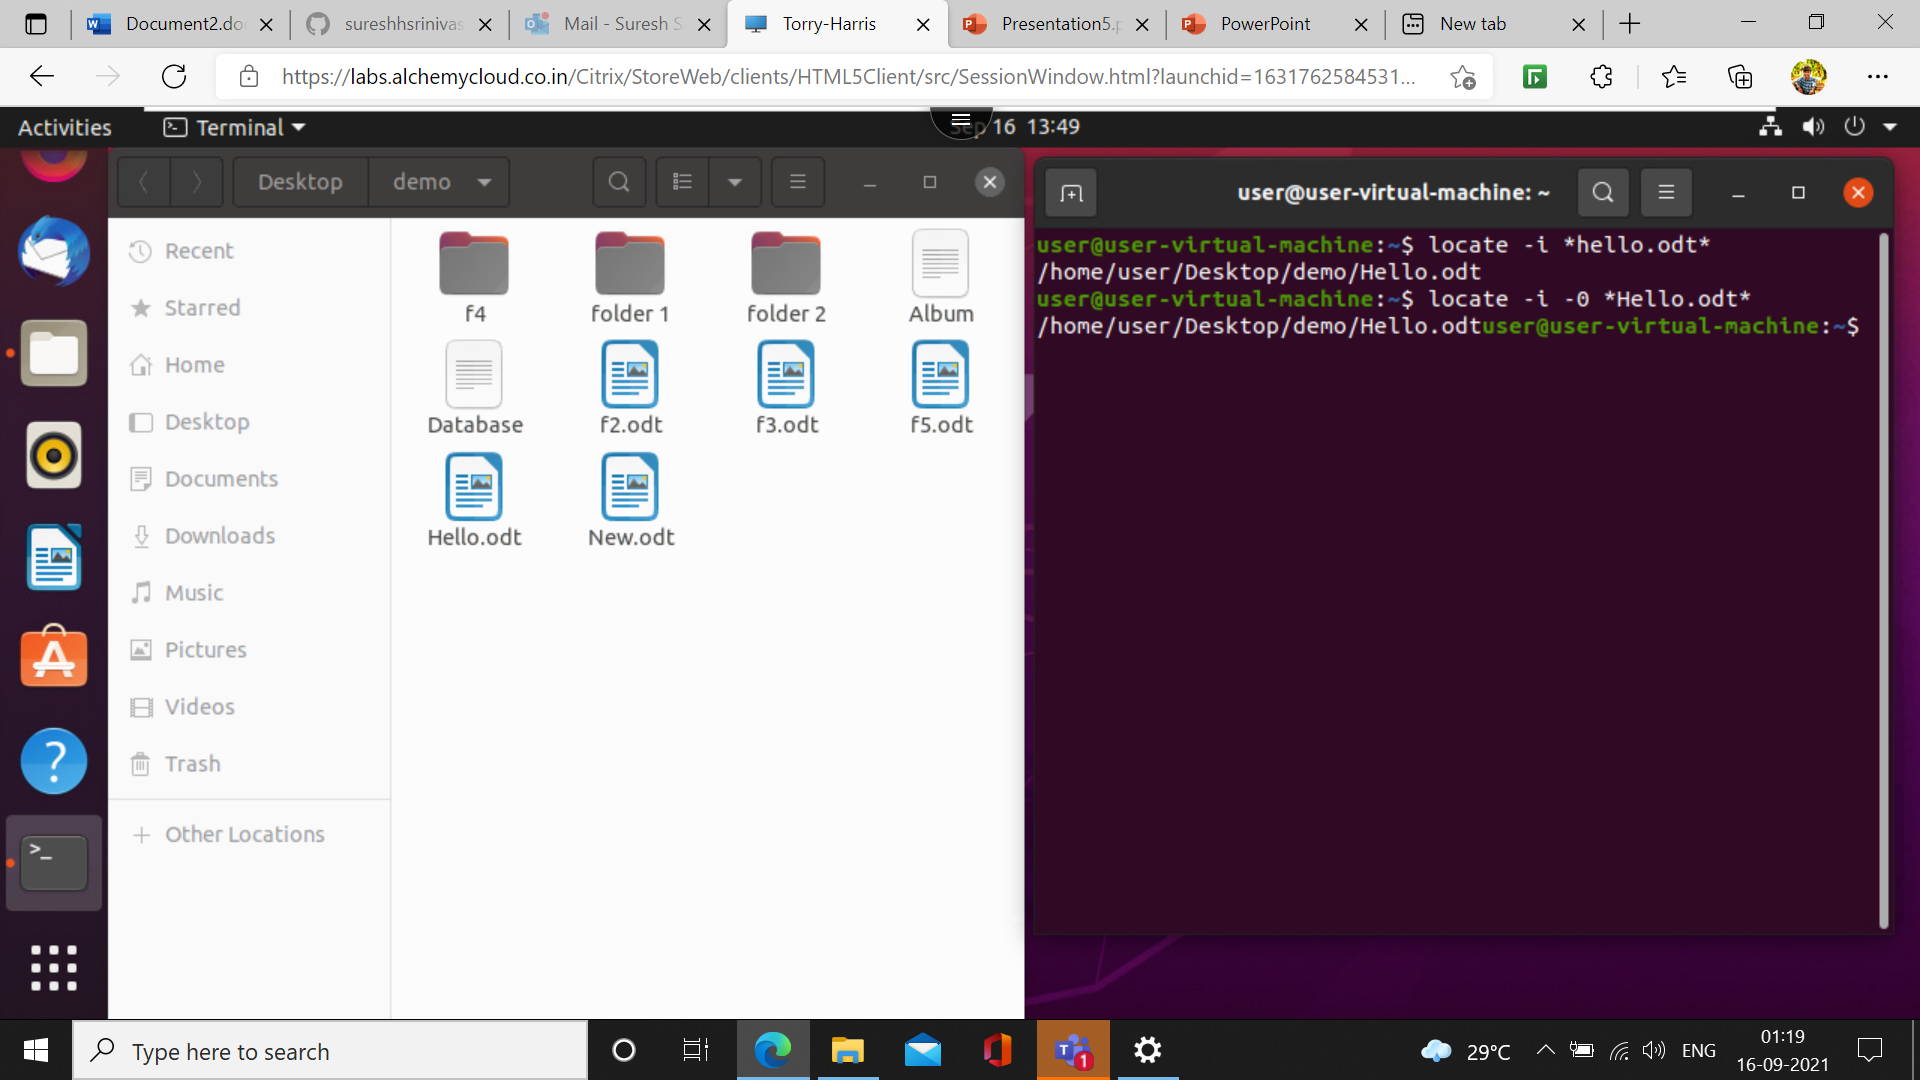 Document2.do
sureshhsrinivas
Mail - Suresh S
Torry-Harris
Presentation5.p
PowerPoint
New tab
https://labs.alchemycloud.co.in/Citrix/StoreWeb/clients/HTML5Client/src/SessionWindow.html?launchid=1631762584531...
Activities
Terminal
Sep 16 13:49
Desktop
demo
Recent
Starred
Home
Desktop
Documents
Downloads
Music
Pictures
Videos
Trash
Other Locations
f4
folder 1
folder 2
Album
Database
f2.odt
f3.odt
f5.odt
Hello.odt
New.odt
user@user-virtual-machine: ~
user@user-virtual-machine:~$ locate -i *hello.odt*
/home/user/Desktop/demo/Hello.odt
user@user-virtual-machine:~$ locate -i -0 *Hello.odt*
/home/user/Desktop/demo/Hello.odtuser@user-virtual-machine:~$
Type here to search
1
29°C
ENG
01:19
16-09-2021